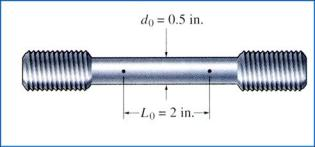 d₀ = 0.5 in.
L₀ = 2 in.